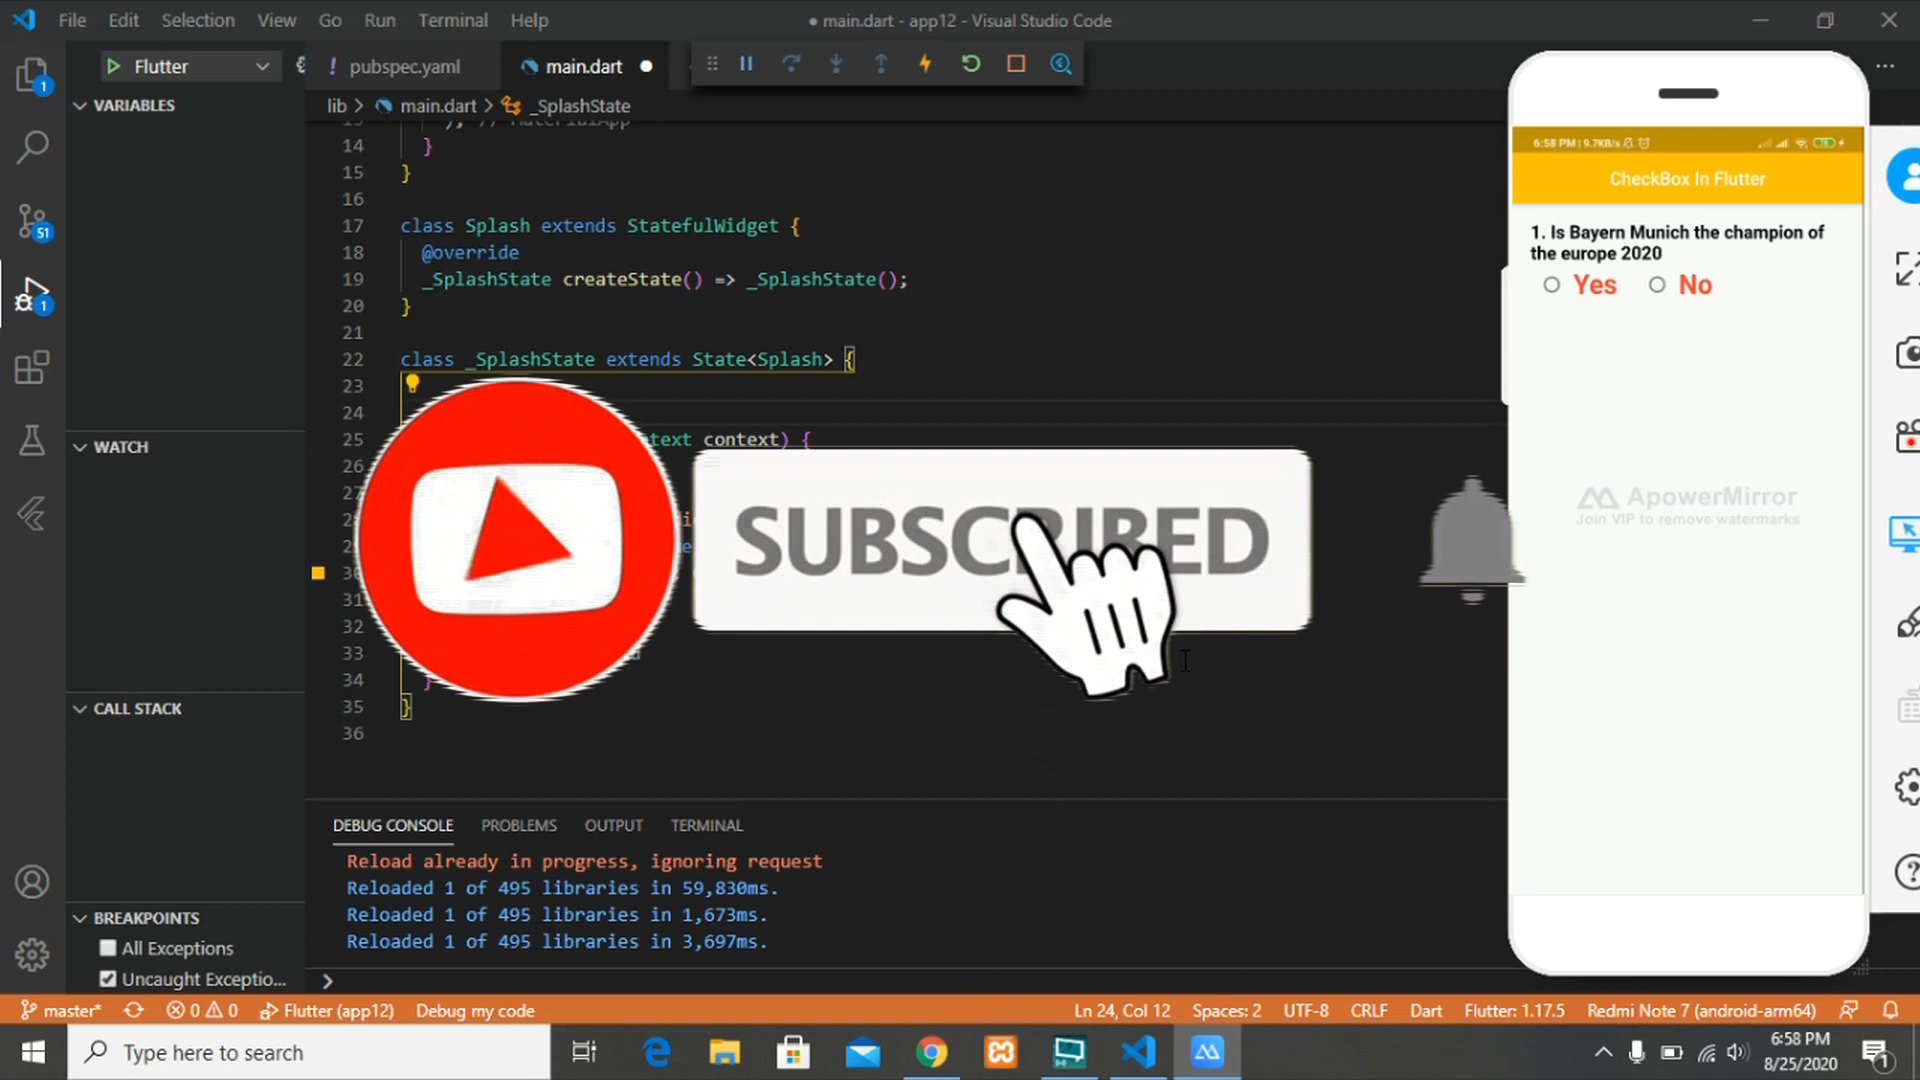 File Edit Selection View Go Run Terminal Help
● main.dart - app12 - Visual Studio Code
Flutter
! pubspec.yaml
main.dart ●
VARIABLES
lib > main.dart > _SplashState
14 }
15 }
16
17 class Splash extends StatefulWidget {
18 @override
19 _SplashState createState() => _SplashState();
20 }
21
22 class _SplashState extends State<Splash> {
23
24
25 context) {
26
31
32
33
34 }
35 }
36
WATCH
CALL STACK
BREAKPOINTS
All Exceptions
Uncaught Exceptio...
1
51
1
SUBSCRIBED
6:58 PM | 9.7KB/s
CheckBox In Flutter
1. Is Bayern Munich the champion of
the europe 2020
Yes No
ApowerMirror
Join VIP to remove watermarks
DEBUG CONSOLE PROBLEMS OUTPUT TERMINAL
Reload already in progress, ignoring request
Reloaded 1 of 495 libraries in 59,830ms.
Reloaded 1 of 495 libraries in 1,673ms.
Reloaded 1 of 495 libraries in 3,697ms.
master* 0 0 Flutter (app12) Debug my code
Ln 24, Col 12 Spaces: 2 UTF-8 CRLF Dart Flutter: 1.17.5 Redmi Note 7 (android-arm64)
Type here to search
6:58 PM
8/25/2020
1